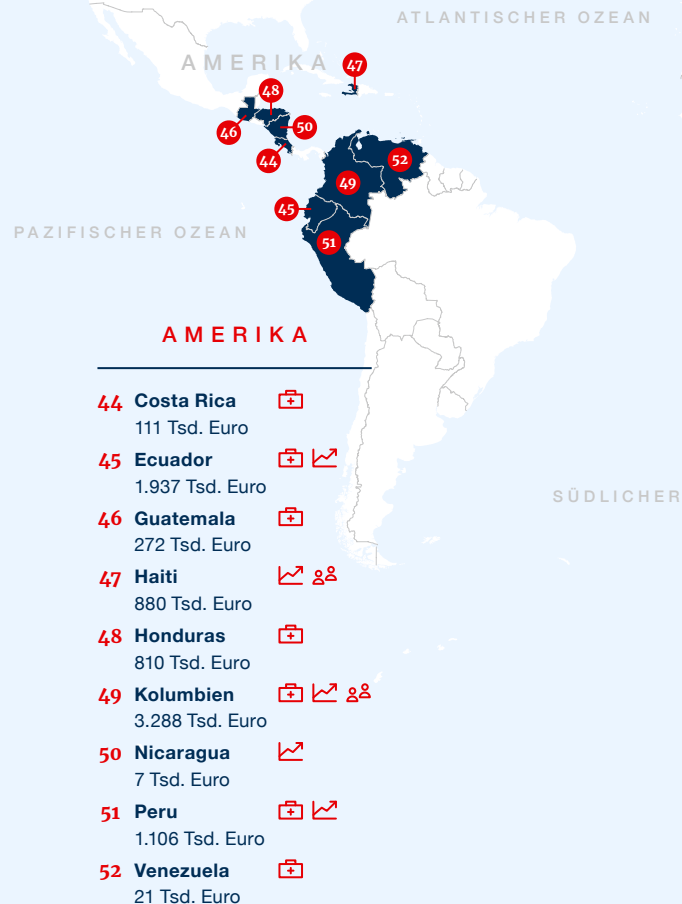 ATLANTISCHER OZEAN
AMERIKA
47
48
46
50
44
52
49
45
51
PAZIFISCHER OZEAN
AMERIKA
44 Costa Rica
111 Tsd. Euro
45 Ecuador
1.937 Tsd. Euro
SÜDLICHER
46 Guatemala
272 Tsd. Euro
47 Haiti
880 Tsd. Euro
48 Honduras
810 Tsd. Euro
49 Kolumbien
3.288 Tsd. Euro
50 Nicaragua
7 Tsd. Euro
51 Peru
1.106 Tsd. Euro
52 Venezuela
21 Tsd. Euro